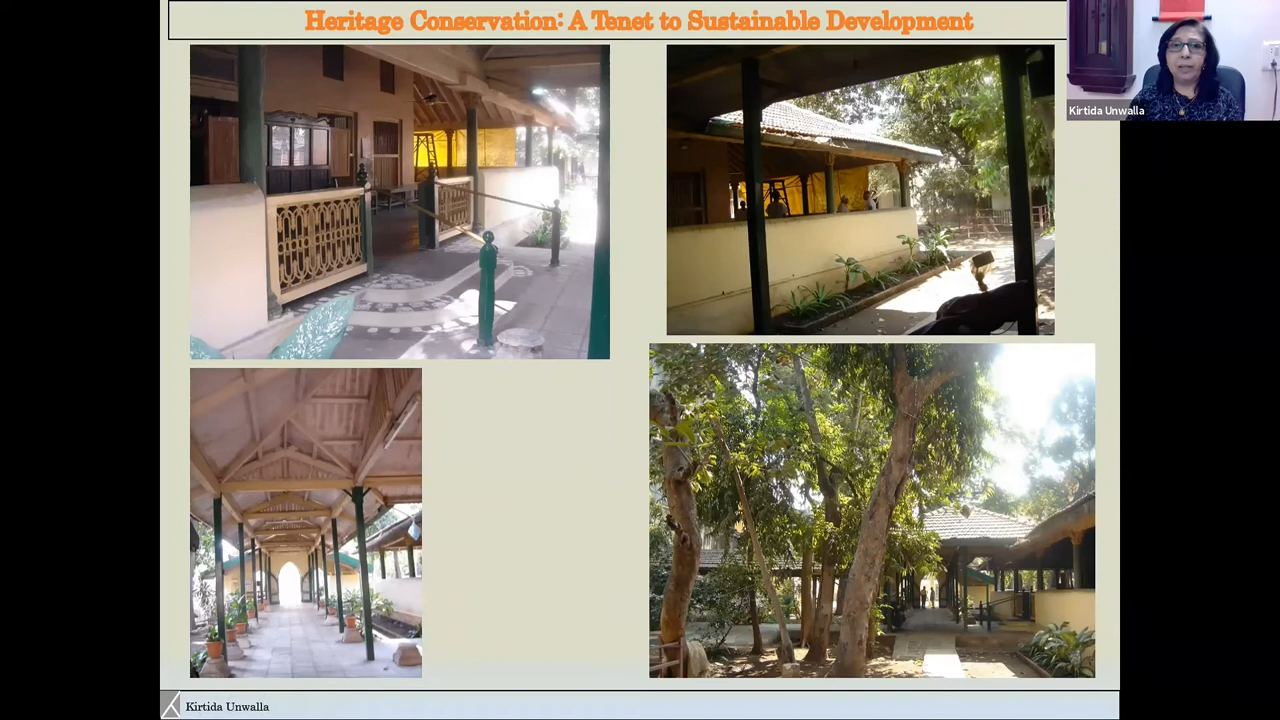 Heritage Conservation: A Tenet to Sustainable Development
Kirtida Unwalla
Kirtida Unwalla